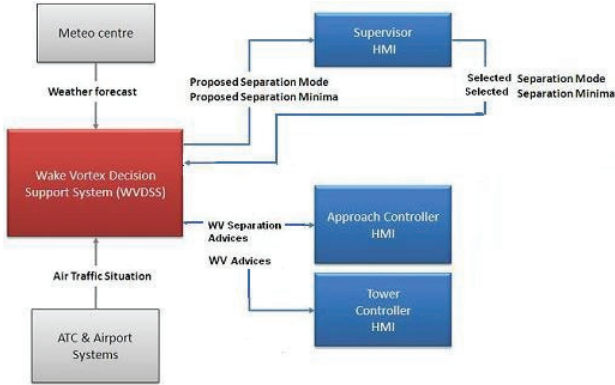 Meteo centre
Weather forecast
Supervisor
HMI
Proposed Separation Mode
Proposed Separation Minima
Selected Separation Mode
Selected Separation Minima
Wake Vortex Decision
Support System (WVDSS)
WV Separation
Advices
Approach Controller
HMI
WV Advices
Air Traffic Situation
Tower
Controller
HMI
ATC & Airport
Systems